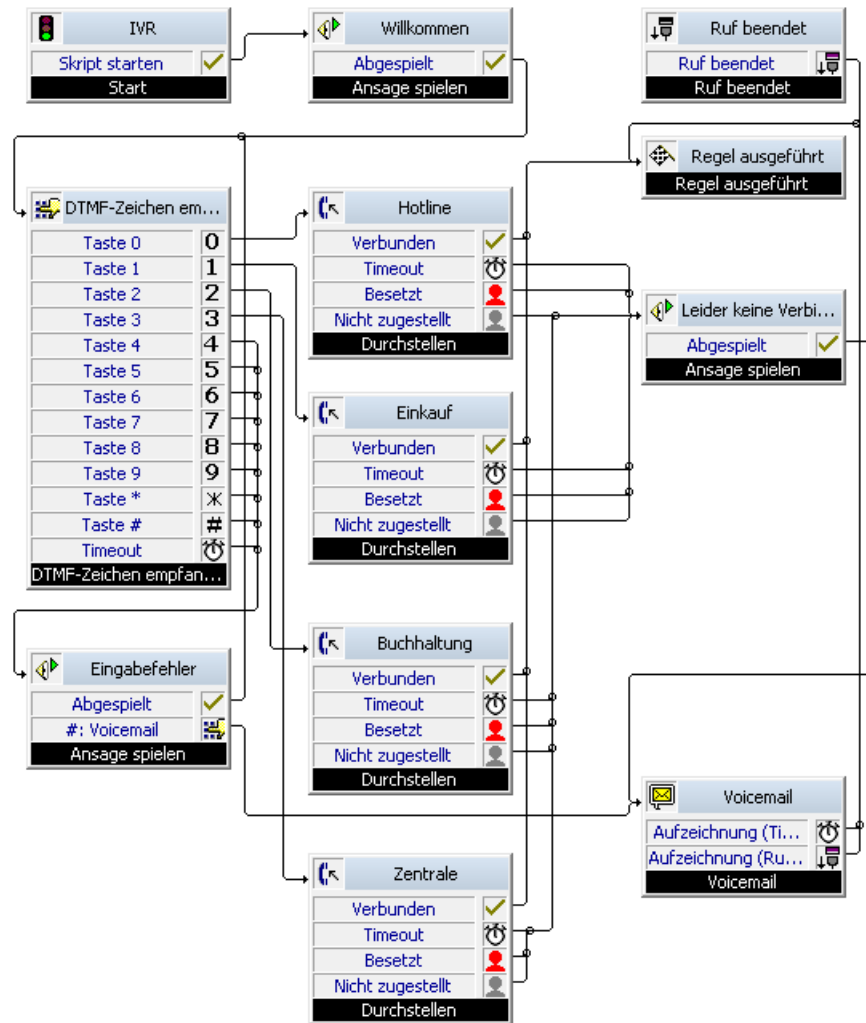 IVR
Skript starten
Start
Willkommen
Abgespielt
Ansage spielen
Ruf beendet
Ruf beendet
Ruf beendet
Regel ausgeführt
Regel ausgeführt
DTMF-Zeichen em...
Taste 0 0
Taste 1 1
Taste 2 2
Taste 3 3
Taste 4 4
Taste 5 5
Taste 6 6
Taste 7 7
Taste 8 8
Taste 9 9
Taste * *
Taste # #
Timeout
DTMF-Zeichen empfan...
Hotline
Verbunden
Timeout
Besetzt
Nicht zugestellt
Durchstellen
Leider keine Verbi...
Abgespielt
Ansage spielen
Einkauf
Verbunden
Timeout
Besetzt
Nicht zugestellt
Durchstellen
Eingabefehler
Abgespielt
#: Voicemail
Ansage spielen
Buchhaltung
Verbunden
Timeout
Besetzt
Nicht zugestellt
Durchstellen
Voicemail
Aufzeichnung (Ti...
Aufzeichnung (Ru...
Voicemail
Zentrale
Verbunden
Timeout
Besetzt
Nicht zugestellt
Durchstellen